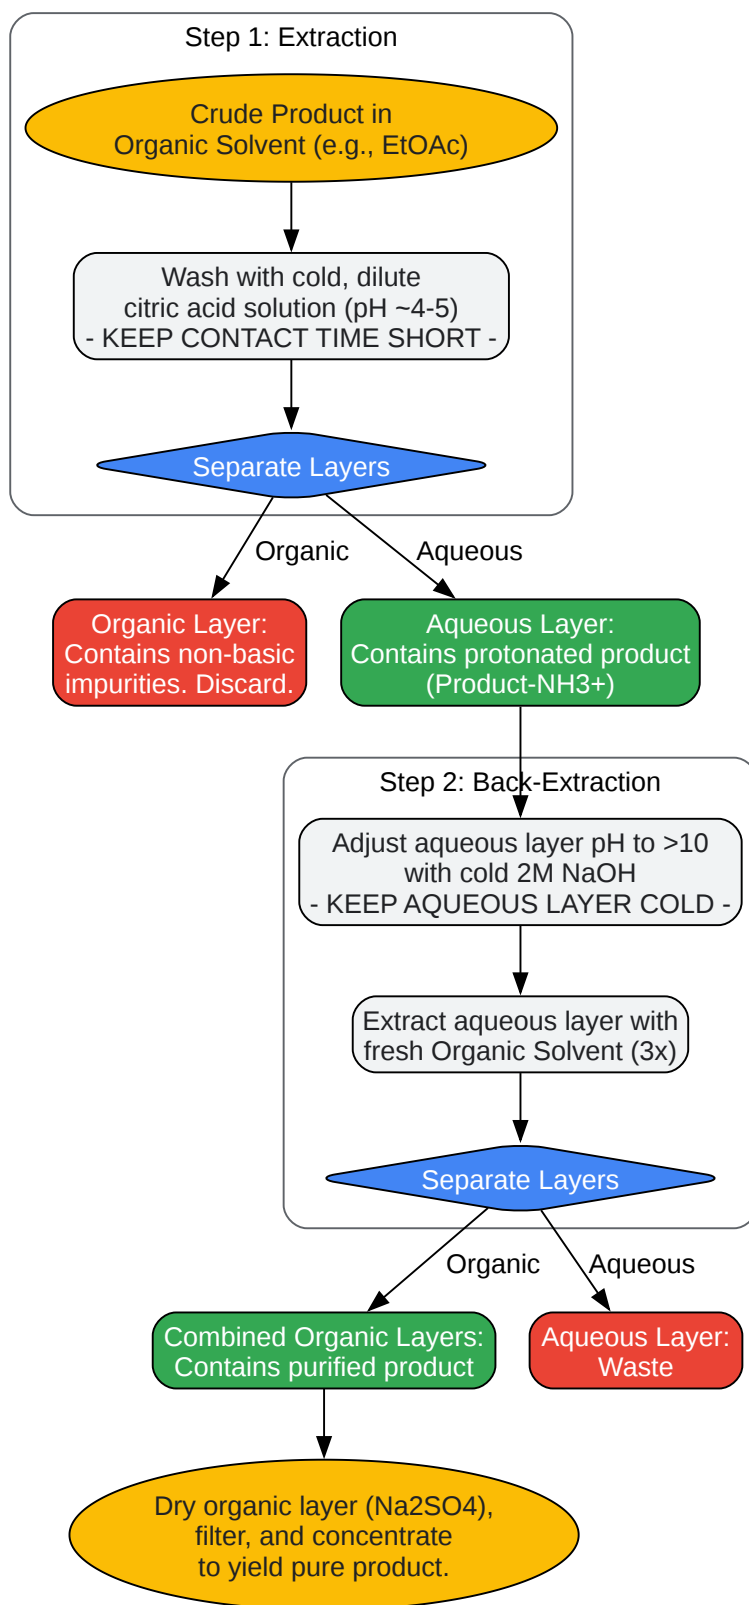 Step 1: Extraction
Crude Product in
Organic Solvent (e.g., EtOAc)
Wash with cold, dilute
citric acid solution (pH ~4-5)
- KEEP CONTACT TIME SHORT -
Separate Layers
Organic
Aqueous
Organic Layer:
Contains non-basic
impurities. Discard.
Aqueous Layer:
Contains protonated product
(Product-NH3+)
Step 2: Back-Extraction
Adjust aqueous layer pH to >10
with cold 2M NaOH
- KEEP AQUEOUS LAYER COLD -
Extract aqueous layer with
fresh Organic Solvent (3x)
Separate Layers
Organic
Aqueous
Combined Organic Layers:
Contains purified product
Aqueous Layer:
Waste
Dry organic layer (Na2SO4),
filter, and concentrate
to yield pure product.